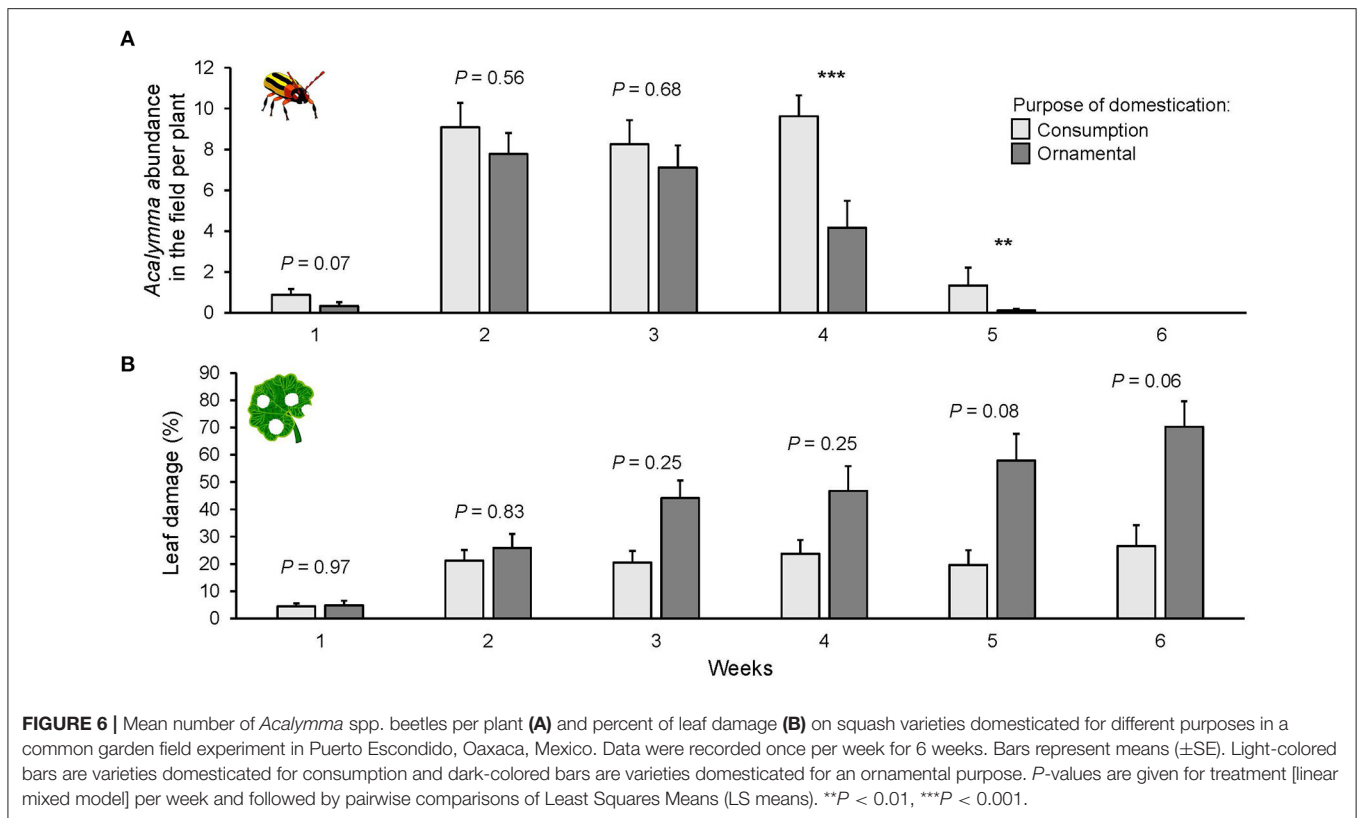 A
Acalymma abundance
in the field per plant
12
10
8
6
4
2
0
P = 0.07
P = 0.56
P = 0.68
***
**
Purpose of domestication:
Consumption
Ornamental
1 2 3 4 5 6
B
Leaf damage (%)
90
80
70
60
50
40
30
20
10
0
P = 0.97
P = 0.83
P = 0.25
P = 0.25
P = 0.08
P = 0.06
1 2 3 4 5 6
Weeks
FIGURE 6 | Mean number of Acalymma spp. beetles per plant (A) and percent of leaf damage (B) on squash varieties domesticated for different purposes in a
common garden field experiment in Puerto Escondido, Oaxaca, Mexico. Data were recorded once per week for 6 weeks. Bars represent means (±SE). Light-colored
bars are varieties domesticated for consumption and dark-colored bars are varieties domesticated for an ornamental purpose. P-values are given for treatment [linear
mixed model] per week and followed by pairwise comparisons of Least Squares Means (LS means). **P < 0.01, ***P < 0.001.